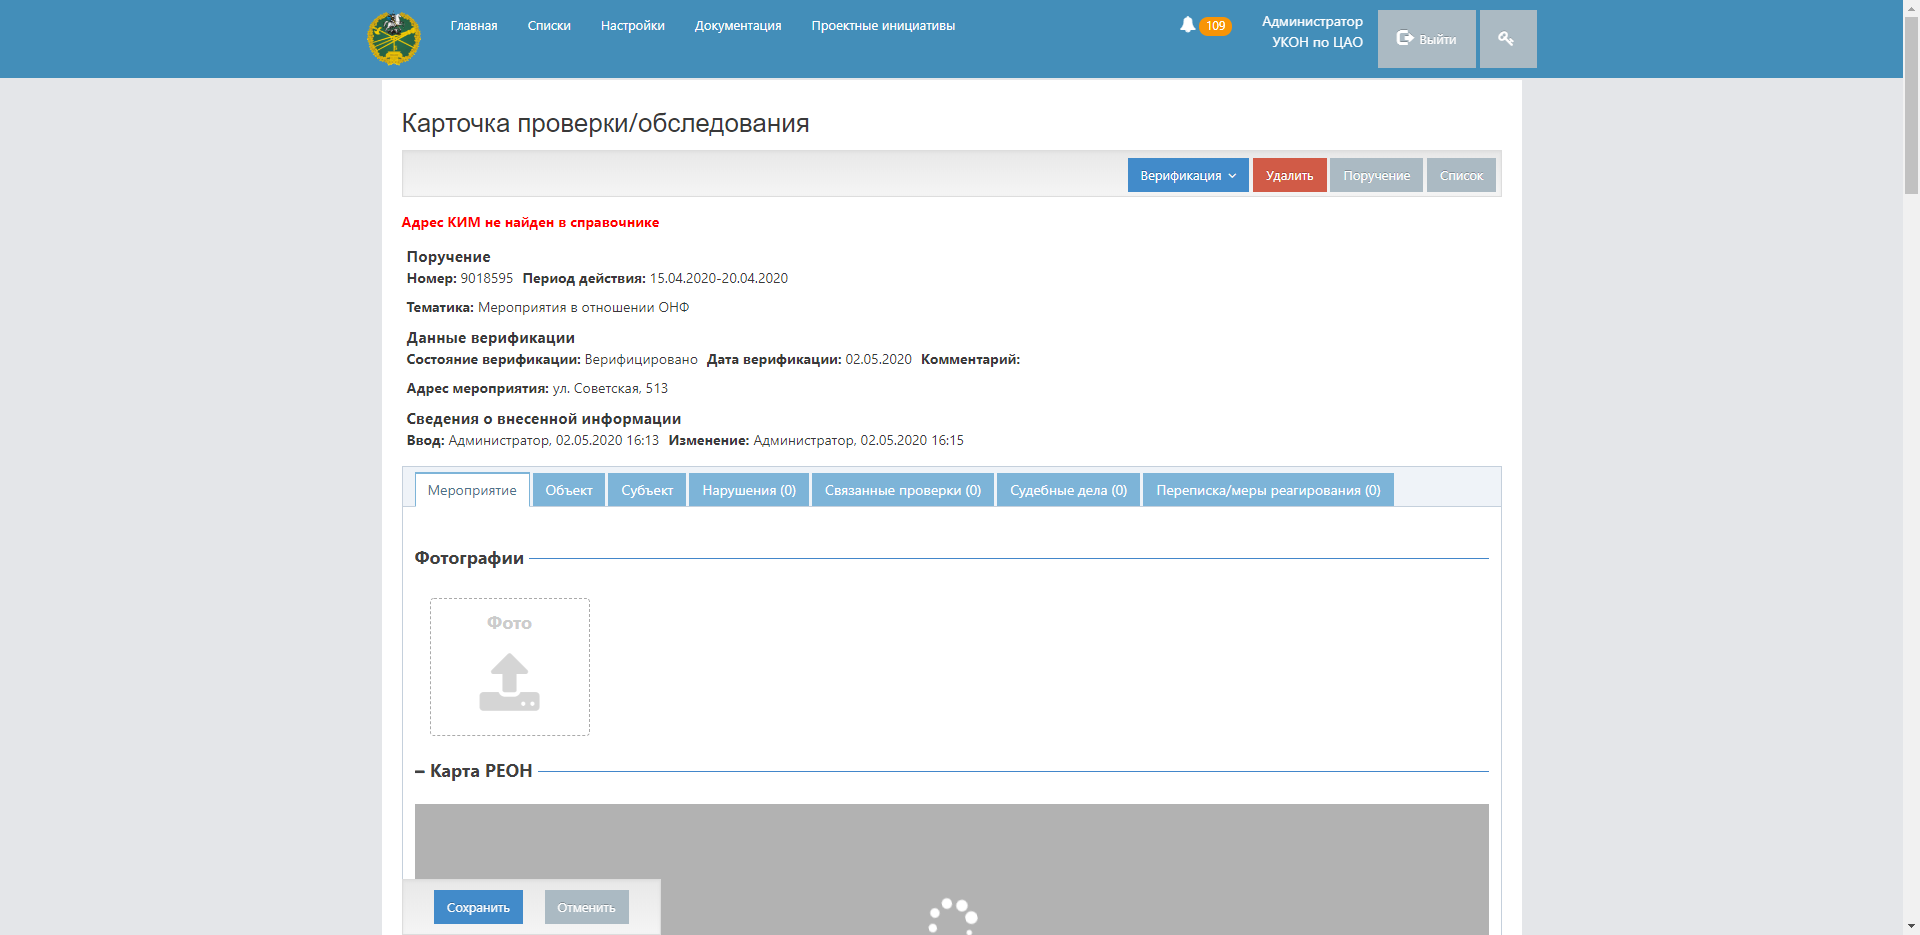 Главная Списки Настройки Документация Проектные инициативы 109 Администратор
УКОН по ЦАО
Выйти
Карточка проверки/обследования
Верификация Удалить Поручение Список
Адрес КИМ не найден в справочнике
Поручение
Номер: 9018595 Период действия: 15.04.2020-20.04.2020
Тематика: Мероприятия в отношении ОНФ
Данные верификации
Состояние верификации: Верифицировано Дата верификации: 02.05.2020 Комментарий:
Адрес мероприятия: ул. Советская, 513
Сведения о внесенной информации
Ввод: Администратор, 02.05.2020 16:13 Изменение: Администратор, 02.05.2020 16:15
Мероприятие Объект Субъект Нарушения (0) Связанные проверки (0) Судебные дела (0) Переписка/меры реагирования (0)
Фотографии
Фото
– Карта РЕОН
Сохранить Отменить